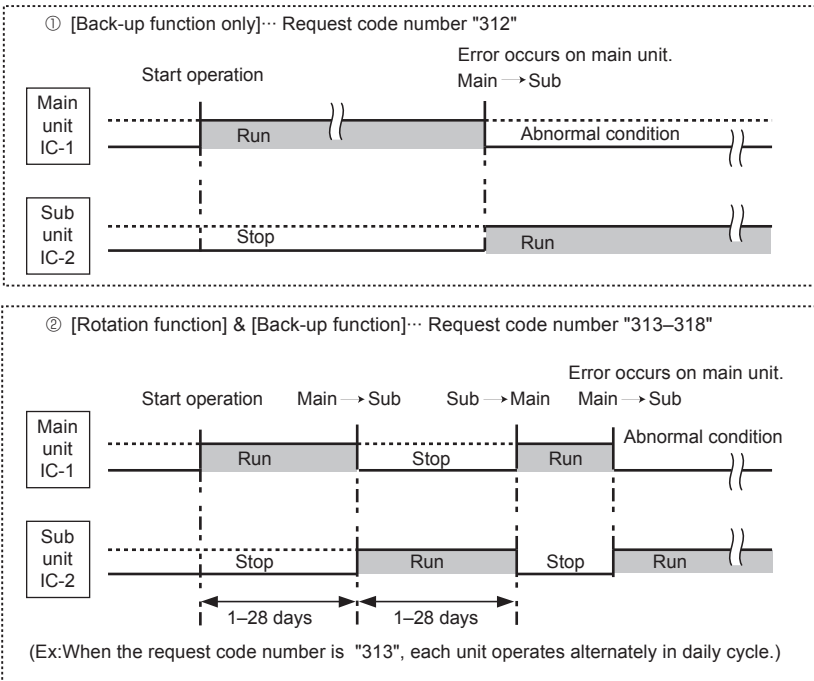 ① [Back-up function only]··· Request code number "312"
Error occurs on main unit.
Start operation
Main → Sub
Main
unit
IC-1
Run
Abnormal condition
Sub
unit
IC-2
Stop
Run
② [Rotation function] & [Back-up function]··· Request code number "313–318"
Error occurs on main unit.
Start operation
Main → Sub
Sub → Main
Main → Sub
Main
unit
IC-1
Run
Stop
Run
Abnormal condition
Sub
unit
IC-2
Stop
Run
Stop
Run
1–28 days
1–28 days
(Ex:When the request code number is "313", each unit operates alternately in daily cycle.)